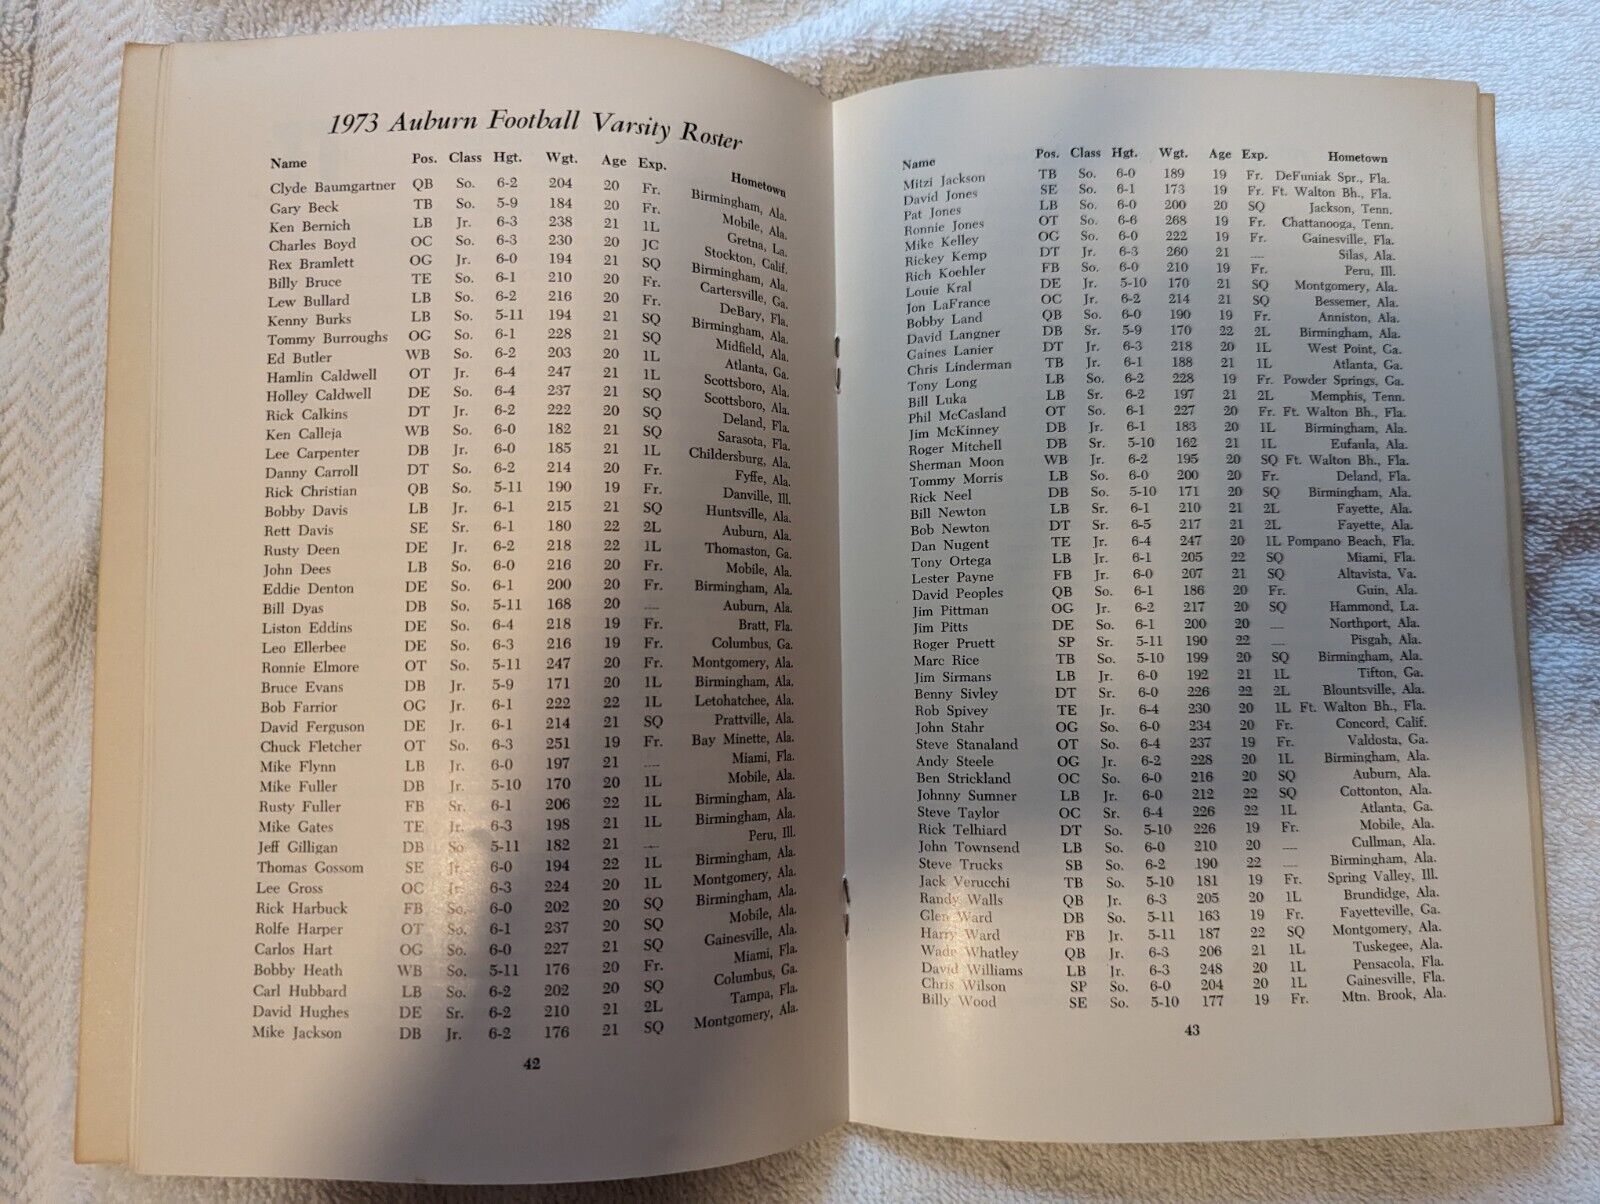 1973 Auburn Football Varsity Roster
Name Pos. Class Hgt. Wgt. Age Exp. Hometown
Clyde Baumgartner QB So. 6-2 204 20 Fr. Birmingham, Ala.
Gary Beck TB So. 5-9 184 20 Fr. Mobile, Ala.
Ken Bernich LB Jr. 6-3 238 21 1L Gretna, La.
Charles Boyd OC So. 6-3 230 20 JC Stockton, Calif.
Rex Bramlett OG Jr. 6-0 194 21 SQ Birmingham, Ala.
Billy Bruce TE So. 6-1 210 20 Fr. Cartersville, Ga.
Lew Bullard LB So. 6-2 216 20 Fr. DeBary, Fla.
Kenny Burks LB So. 5-11 194 21 SQ Birmingham, Ala.
Tommy Burroughs OG So. 6-1 228 21 SQ Midfield, Ala.
Ed Butler WB So. 6-2 203 20 1L Atlanta, Ga.
Hamlin Caldwell OT Jr. 6-4 247 21 1L Scottsboro, Ala.
Holley Caldwell DE So. 6-4 237 21 SQ Scottsboro, Ala.
Rick Calkins DT Jr. 6-2 222 20 SQ Deland, Fla.
Ken Calleja WB So. 6-0 182 21 SQ Sarasota, Fla.
Lee Carpenter DB Jr. 6-0 185 21 1L Childersburg, Ala.
Danny Carroll DT So. 6-2 214 20 Fr. Fyffe, Ala.
Rick Christian QB So. 5-11 190 19 Fr. Danville, Ill.
Bobby Davis LB Jr. 6-1 215 21 SQ Huntsville, Ala.
Rett Davis SE Sr. 6-1 180 22 2L Auburn, Ala.
Rusty Deen DE Jr. 6-2 218 22 1L Thomaston, Ga.
John Dees LB So. 6-0 216 20 Fr. Mobile, Ala.
Eddie Denton DE So. 6-1 200 20 Fr. Birmingham, Ala.
Bill Dyas DB So. 5-11 168 20 .... Auburn, Ala.
Liston Eddins DE So. 6-4 218 19 Fr. Bratt, Fla.
Leo Ellerbee DE So. 6-3 216 19 Fr. Columbus, Ga.
Ronnie Elmore OT So. 5-11 247 20 Fr. Montgomery, Ala.
Bruce Evans DB Jr. 5-9 171 20 1L Birmingham, Ala.
Bob Farrior OG Jr. 6-1 222 22 1L Letohatchee, Ala.
David Ferguson DE Jr. 6-1 214 21 SQ Prattville, Ala.
Chuck Fletcher OT So. 6-3 251 19 Fr. Bay Minette, Ala.
Mike Flynn LB Jr. 6-0 197 21 .... Miami, Fla.
Mike Fuller DB Jr. 5-10 170 20 1L Mobile, Ala.
Rusty Fuller FB Sr. 6-1 206 22 1L Birmingham, Ala.
Mike Gates TE Jr. 6-3 198 21 1L Birmingham, Ala.
Jeff Gilligan DB So. 5-11 182 21 .... Peru, Ill.
Thomas Gossom SE Jr. 6-0 194 22 1L Birmingham, Ala.
Lee Gross OC Jr. 6-3 224 20 1L Montgomery, Ala.
Rick Harbuck FB So. 6-0 202 20 SQ Birmingham, Ala.
Rolfe Harper OT So. 6-1 237 20 SQ Mobile, Ala.
Carlos Hart OG So. 6-0 227 21 SQ Gainesville, Ala.
Bobby Heath WB So. 5-11 176 20 Fr. Miami, Fla.
Carl Hubbard LB So. 6-2 202 20 SQ Columbus, Ga.
David Hughes DE Sr. 6-2 210 21 2L Tampa, Fla.
Mike Jackson DB Jr. 6-2 176 21 SQ Montgomery, Ala.
42
Name Pos. Class Hgt. Wgt. Age Exp. Hometown
Mitzi Jackson TB So. 6-0 189 19 Fr. DeFuniak Spr., Fla.
David Jones SE So. 6-1 173 19 Fr. Ft. Walton Bh., Fla.
Pat Jones LB So. 6-0 200 20 SQ Jackson, Tenn.
Ronnie Jones OT So. 6-6 268 19 Fr. Chattanooga, Tenn.
Mike Kelley OG So. 6-0 222 19 Fr. Gainesville, Fla.
Rickey Kemp DT Jr. 6-3 260 21 .... Silas, Ala.
Rich Koehler FB So. 6-0 210 19 Fr. Peru, Ill.
Louie Kral DE Jr. 5-10 170 21 SQ Montgomery, Ala.
Jon LaFrance OC Jr. 6-2 214 21 SQ Bessemer, Ala.
Bobby Land QB So. 6-0 190 19 Fr. Anniston, Ala.
David Langner DB Sr. 5-9 170 22 2L Birmingham, Ala.
Gaines Lanier DT Jr. 6-3 218 20 1L West Point, Ga.
Chris Linderman TB Jr. 6-1 188 21 1L Atlanta, Ga.
Tony Long LB So. 6-2 228 19 Fr. Powder Springs, Ga.
Bill Luka LB Sr. 6-2 197 21 2L Memphis, Tenn.
Phil McCasland OT So. 6-1 227 20 Fr. Ft. Walton Bh., Fla.
Jim McKinney DB Jr. 6-1 183 20 1L Birmingham, Ala.
Roger Mitchell DB Sr. 5-10 162 21 1L Eufaula, Ala.
Sherman Moon WB Jr. 6-2 195 20 SQ Ft. Walton Bh., Fla.
Tommy Morris LB So. 6-0 200 20 Fr. Deland, Fla.
Rick Neel DB So. 5-10 171 20 SQ Birmingham, Ala.
Bill Newton LB Sr. 6-1 210 21 2L Fayette, Ala.
Bob Newton DT Sr. 6-5 217 21 2L Fayette, Ala.
Dan Nugent TE Jr. 6-4 247 20 1L Pompano Beach, Fla.
Tony Ortega LB Jr. 6-1 205 22 SQ Miami, Fla.
Lester Payne FB Jr. 6-0 207 21 SQ Altavista, Va.
David Peoples QB So. 6-1 186 20 Fr. Guin, Ala.
Jim Pittman OG Jr. 6-2 217 20 SQ Hammond, La.
Jim Pitts DE So. 6-1 200 20 .... Northport, Ala.
Roger Pruett SP Sr. 5-11 190 22 .... Pisgah, Ala.
Marc Rice TB So. 5-10 199 20 SQ Birmingham, Ala.
Jim Sirmans LB Jr. 6-0 192 21 1L Tifton, Ga.
Benny Sivley DT Sr. 6-0 226 22 2L Blountsville, Ala.
Rob Spivey TE Jr. 6-4 230 20 1L Ft. Walton Bh., Fla.
John Stahr OG So. 6-0 234 20 Fr. Concord, Calif.
Steve Stanaland OT So. 6-4 237 19 Fr. Valdosta, Ga.
Andy Steele OG Jr. 6-2 228 20 1L Birmingham, Ala.
Ben Strickland OC So. 6-0 216 20 SQ Auburn, Ala.
Johnny Sumner LB Jr. 6-0 212 22 SQ Cottonton, Ala.
Steve Taylor OC Sr. 6-4 226 22 1L Atlanta, Ga.
Rick Telhiard DT So. 5-10 226 19 Fr. Mobile, Ala.
John Townsend LB So. 6-0 210 20 .... Cullman, Ala.
Steve Trucks SB So. 6-2 190 22 .... Birmingham, Ala.
Jack Verucchi TB So. 5-10 181 19 Fr. Spring Valley, Ill.
Randy Walls QB Jr. 6-3 205 20 1L Brundidge, Ala.
Glen Ward DB So. 5-11 163 19 Fr. Fayetteville, Ga.
Harry Ward FB Jr. 5-11 187 22 SQ Montgomery, Ala.
Wade Whatley QB Jr. 6-3 206 21 1L Tuskegee, Ala.
David Williams LB Jr. 6-3 248 20 1L Pensacola, Fla.
Chris Wilson SP So. 6-0 204 20 1L Gainesville, Fla.
Billy Wood SE So. 5-10 177 19 Fr. Mtn. Brook, Ala.
43